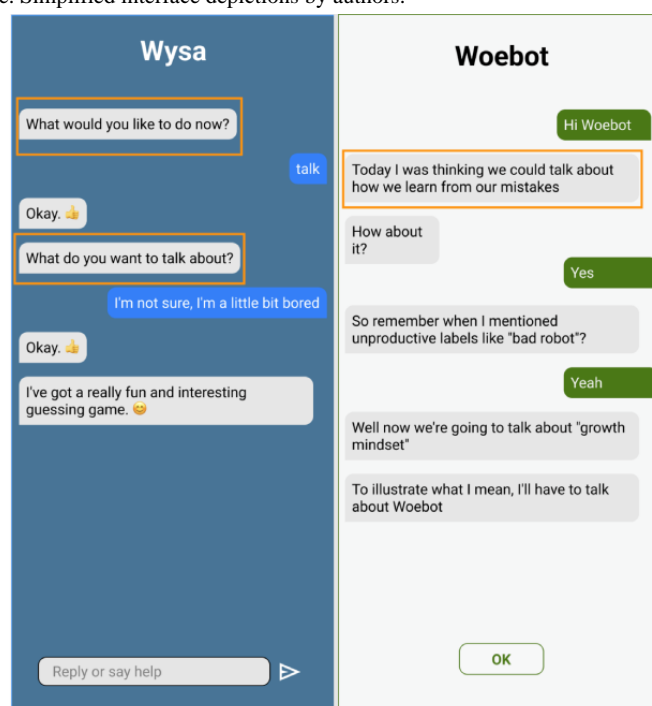 e. Simplified interface depictions by authors.
Wysa
What would you like to do now?
talk
Okay. 👍
What do you want to talk about?
I'm not sure, I'm a little bit bored
Okay. 👍
I've got a really fun and interesting
guessing game. 😊
Reply or say help
Woebot
Hi Woebot
Today I was thinking we could talk about
how we learn from our mistakes
How about
it?
Yes
So remember when I mentioned
unproductive labels like "bad robot"?
Yeah
Well now we're going to talk about "growth
mindset"
To illustrate what I mean, I'll have to talk
about Woebot
OK